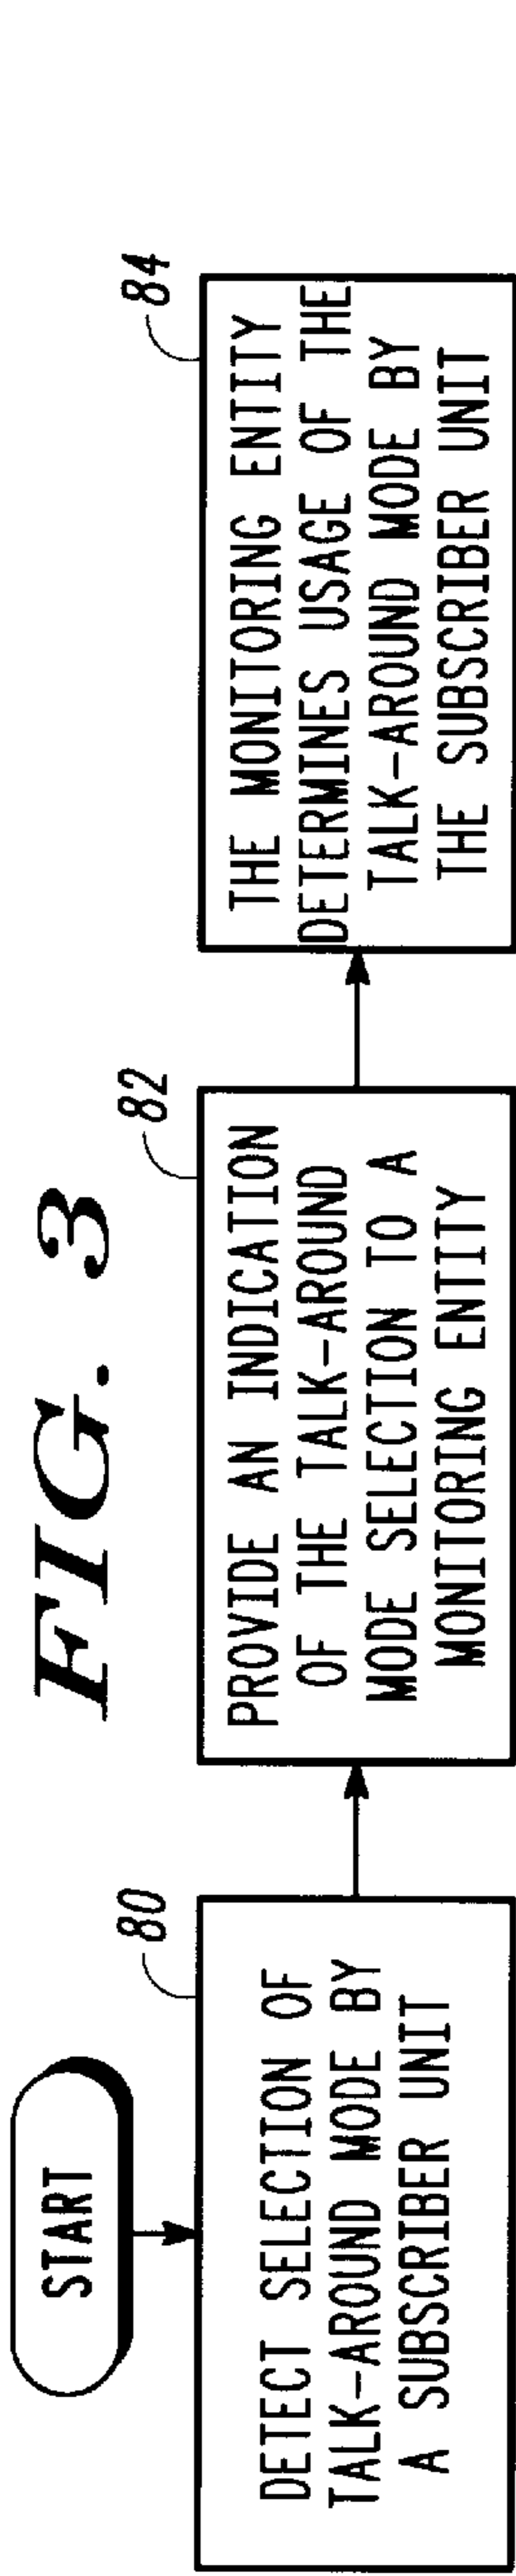 FIG. 3
START
80
DETECT SELECTION OF
TALK-AROUND MODE BY
A SUBSCRIBER UNIT
82
PROVIDE AN INDICATION
OF THE TALK-AROUND
MODE SELECTION TO A
MONITORING ENTITY
84
THE MONITORING ENTITY
DETERMINES USAGE OF THE
TALK-AROUND MODE BY
THE SUBSCRIBER UNIT